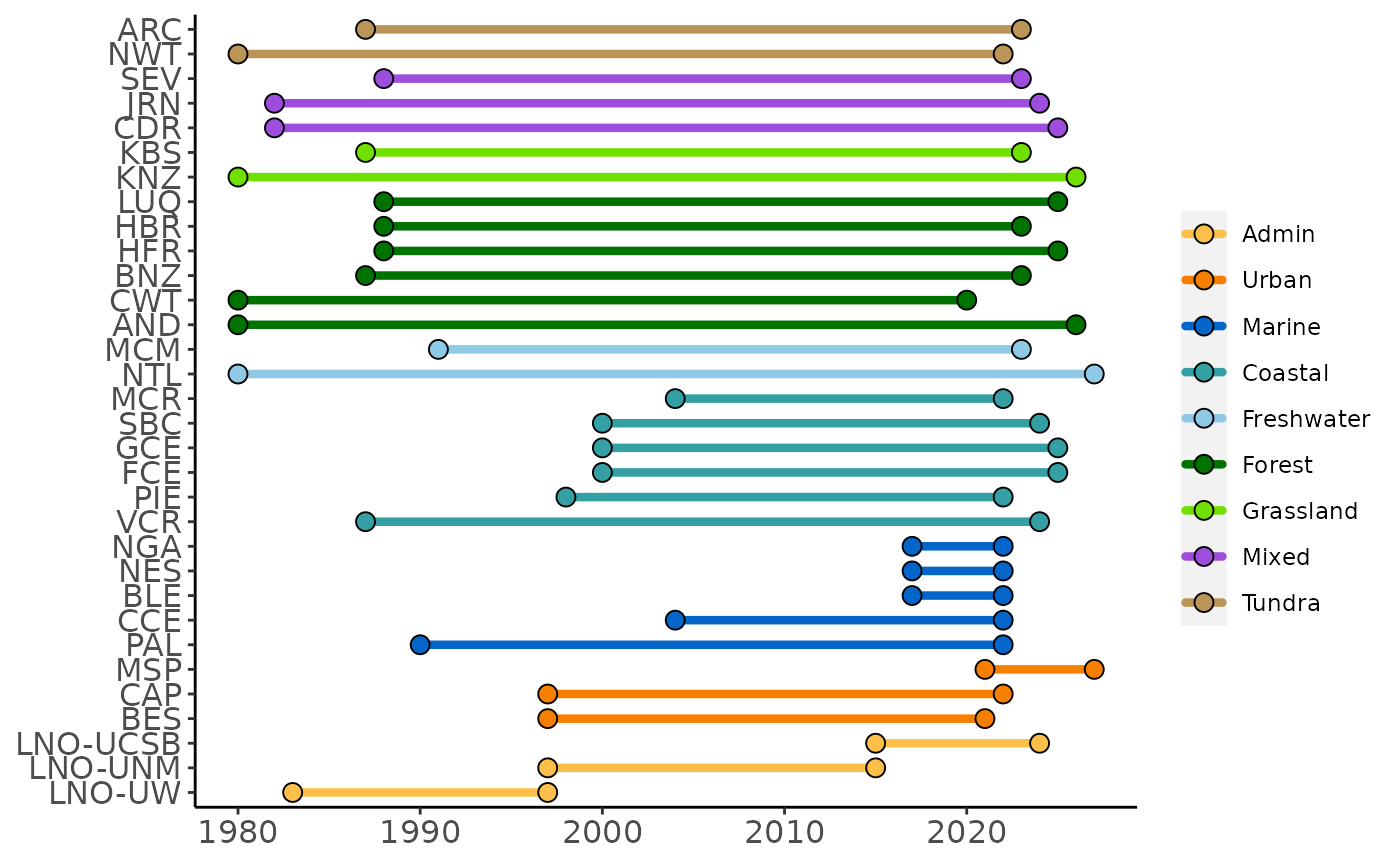 ARC
NWT
SEV
JRN
CDR
KBS
KNZ
LUQ
HBR
HFR
BNZ
CWT
AND
MCM
NTL
MCR
SBC
GCE
FCE
PIE
VCR
NGA
NES
BLE
CCE
PAL
MSP
CAP
BES
LNO-UCSB
LNO-UNM
LNO-UW
1980 1990 2000 2010 2020
Admin
Urban
Marine
Coastal
Freshwater
Forest
Grassland
Mixed
Tundra